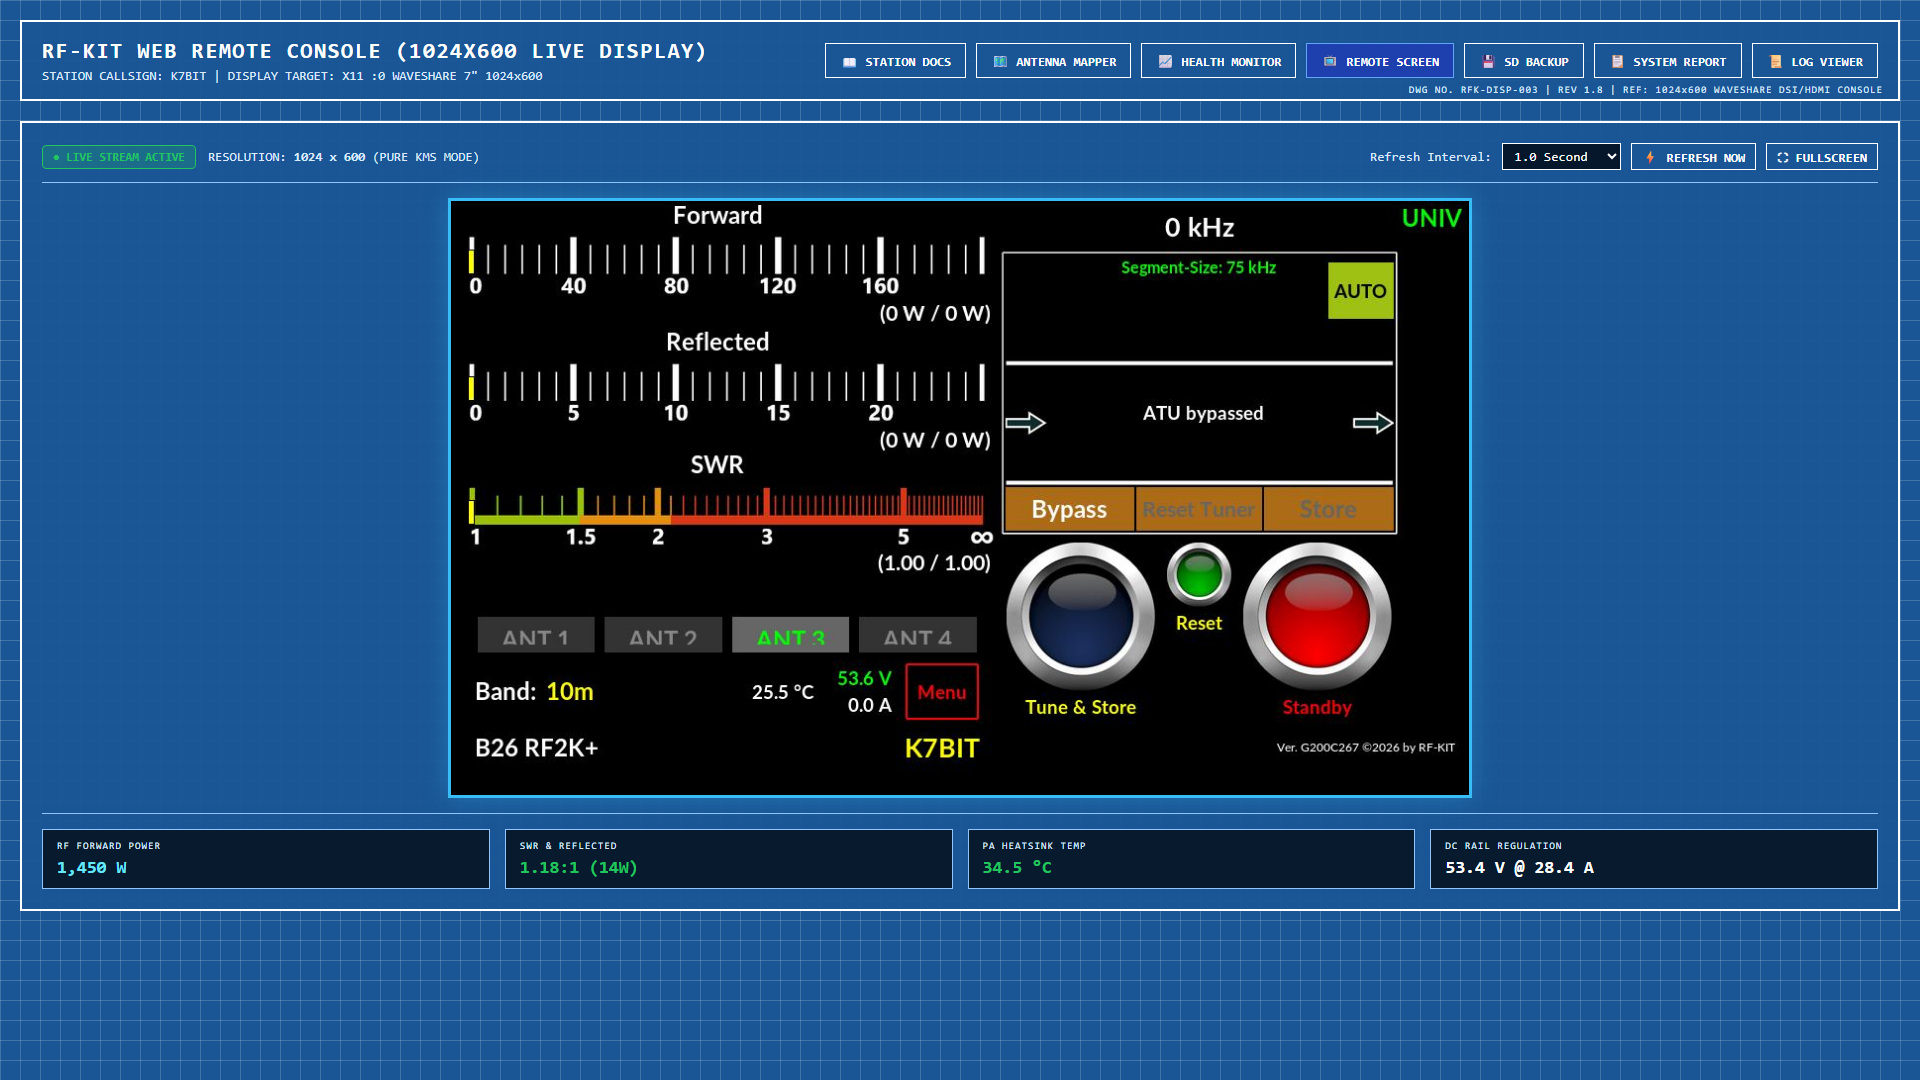 RF-KIT WEB REMOTE CONSOLE (1024X600 LIVE DISPLAY)
STATION CALLSIGN: K7BIT | DISPLAY TARGET: X11 :0 WAVESHARE 7" 1024x600
STATION DOCS
ANTENNA MAPPER
HEALTH MONITOR
REMOTE SCREEN
SD BACKUP
SYSTEM REPORT
LOG VIEWER
DWG NO. RFK-DISP-003 | REV 1.8 | REF: 1024x600 WAVESHARE DSI/HDMI CONSOLE
● LIVE STREAM ACTIVE
RESOLUTION: 1024 x 600 (PURE KMS MODE)
Refresh Interval:
1.0 Second
REFRESH NOW
FULLSCREEN
Forward
0 40 80 120 160
(0 W / 0 W)
Reflected
0 5 10 15 20
(0 W / 0 W)
SWR
1 1.5 2 3 5 ∞
(1.00 / 1.00)
ANT 1
ANT 2
ANT 3
ANT 4
Band: 10m
25.5 °C
53.6 V
0.0 A
Menu
B26 RF2K+
K7BIT
0 kHz
UNIV
Segment-Size: 75 kHz
AUTO
ATU bypassed
Bypass
Reset Tuner
Store
Reset
Tune & Store
Standby
Ver. G200C267 ©2026 by RF-KIT
RF FORWARD POWER
1,450 W
SWR & REFLECTED
1.18:1 (14W)
PA HEATSINK TEMP
34.5 °C
DC RAIL REGULATION
53.4 V @ 28.4 A